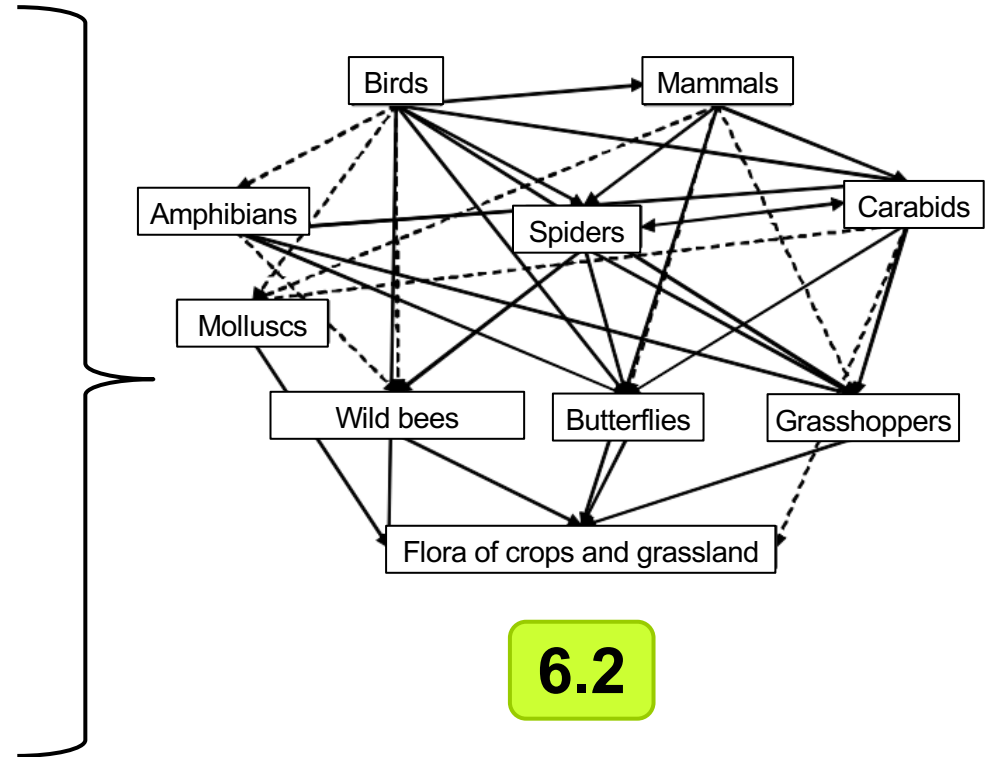 Birds
Mammals
Amphibians
Spiders
Carabids
Molluscs
Wild bees
Butterflies
Grasshoppers
Flora of crops and grassland
6.2